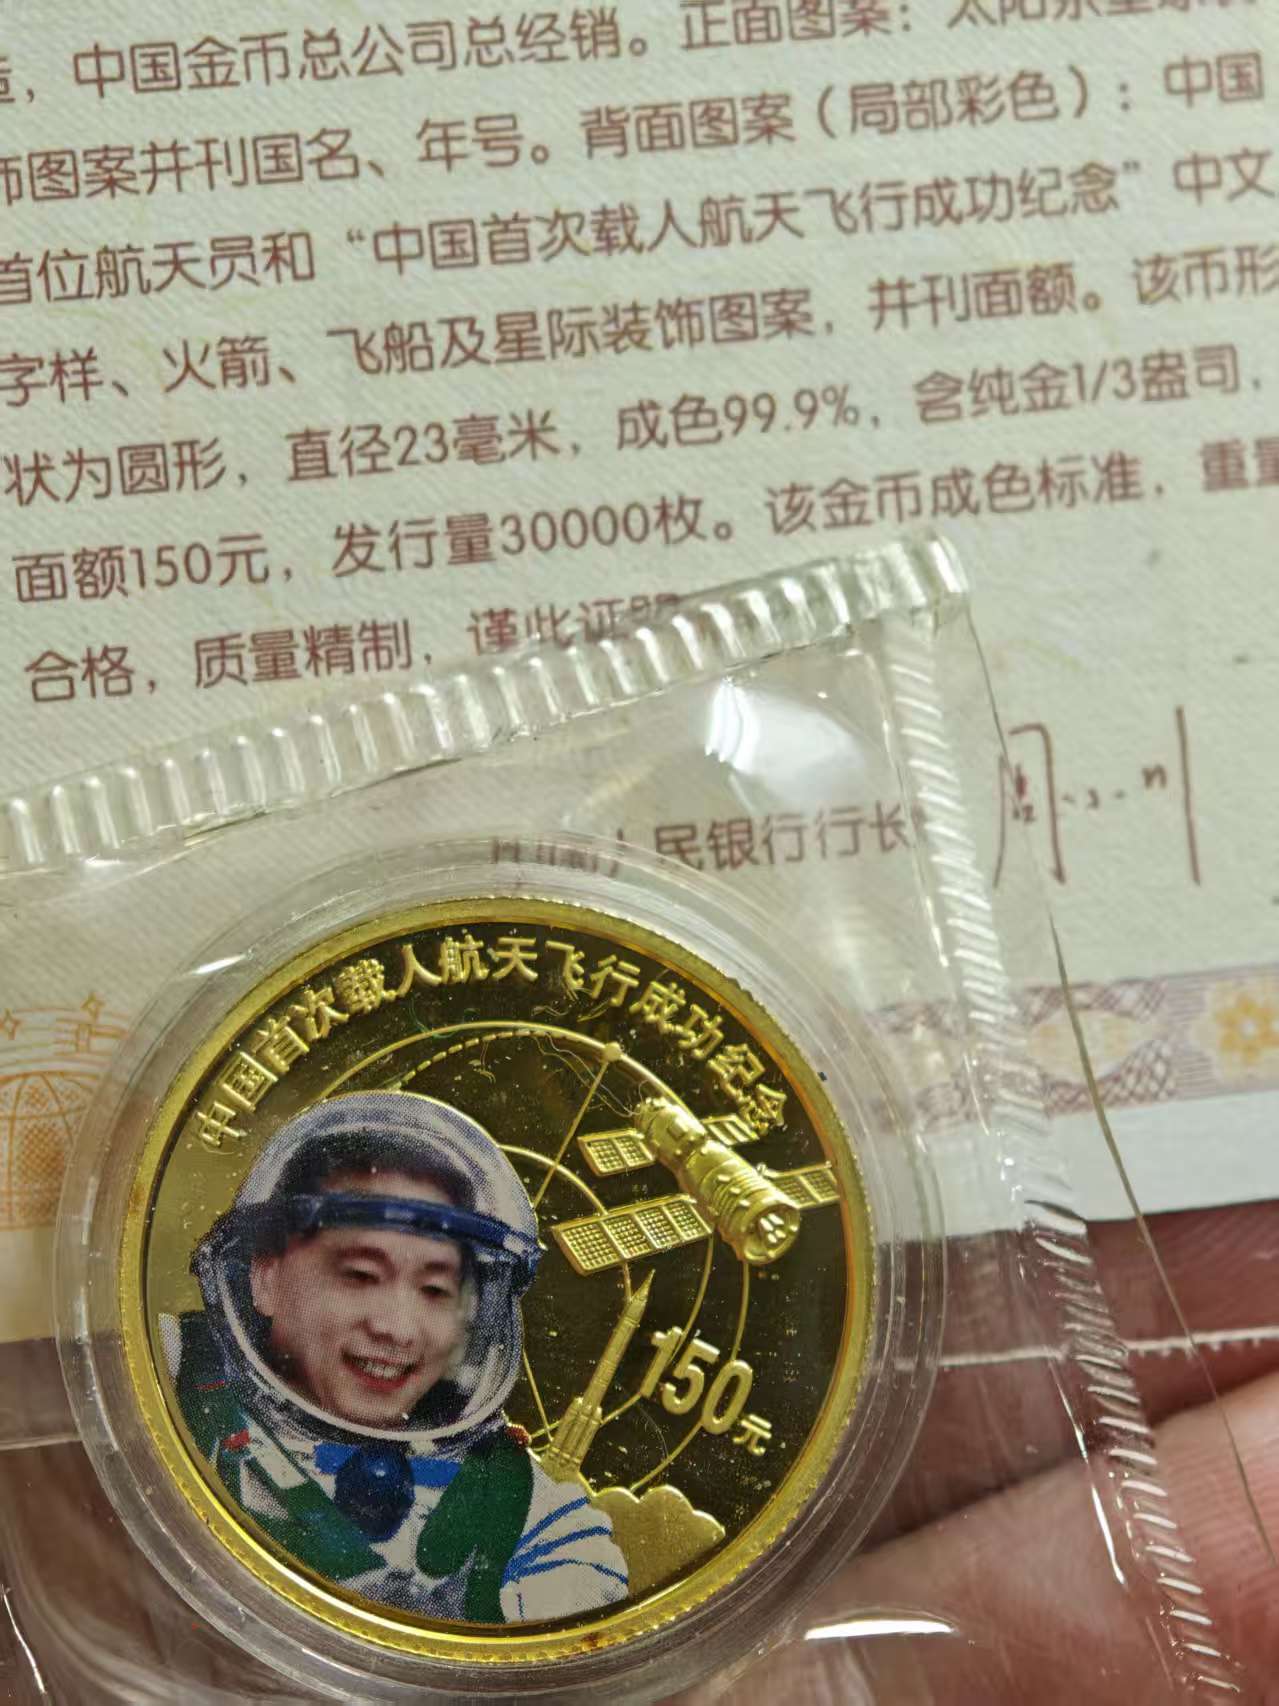 造，中国金币总公司总经销。正面图案：太阳系星球
饰图案并刊国名、年号。背面图案（局部彩色）：中国
首位航天员和“中国首次载人航天飞行成功纪念”中文
字样、火箭、飞船及星际装饰图案，并刊面额。该币形
状为圆形，直径23毫米，成色99.9%，含纯金1/3盎司，
面额150元，发行量30000枚。该金币成色标准，重量
合格，质量精制，谨此证明
中国人民银行行长
周小川
中国首次载人航天飞行成功纪念
150元